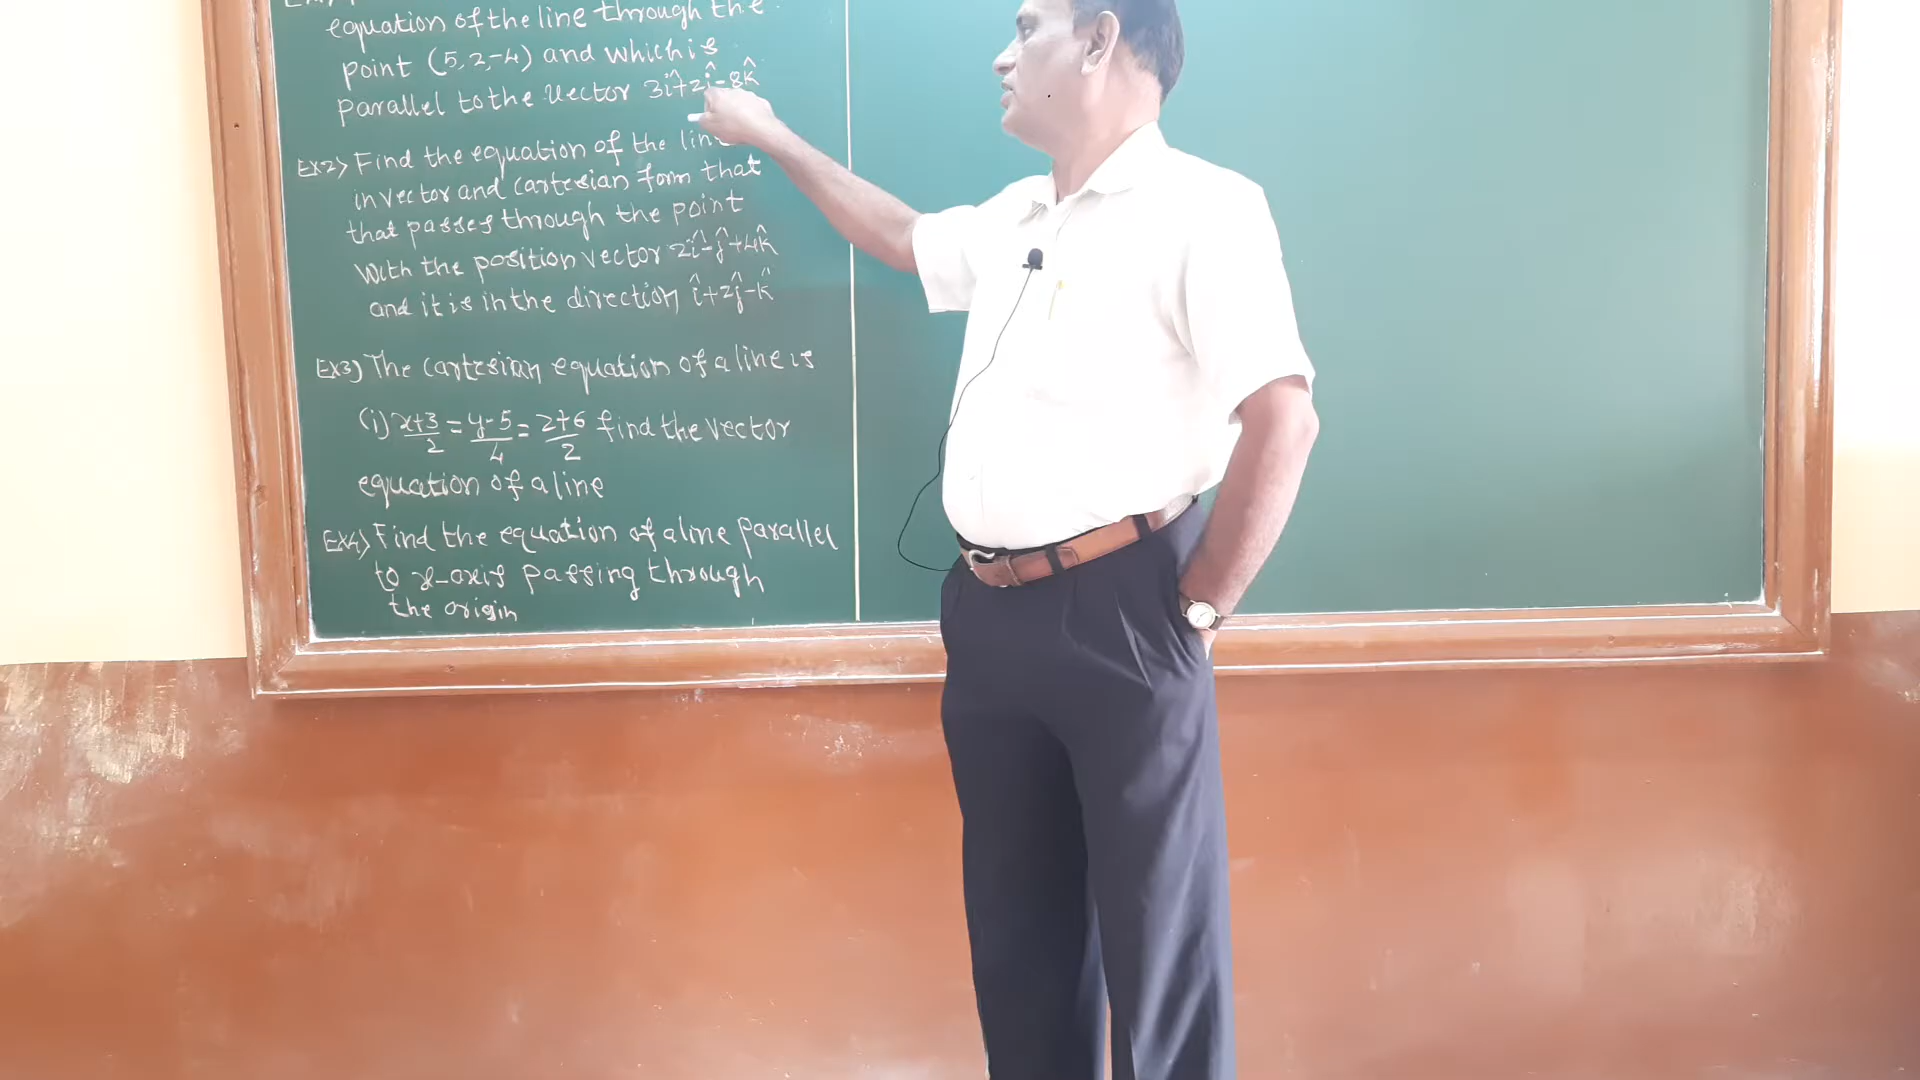 equation of the line through the
point (5,2,-4) and which is
parallel to the vector 3î+2ĵ-8k̂
Ex2) Find the equation of the line
in vector and cartesian form that
that passes through the point
with the position vector 2î-ĵ+4k̂
and it is in the direction î+2ĵ-k̂
Ex3) The cartesian equation of a line is
(i) x+3/2 = y-5/4 = z+6/2 find the vector
equation of a line
Ex4) Find the equation of a line parallel
to x-axis passing through
the origin